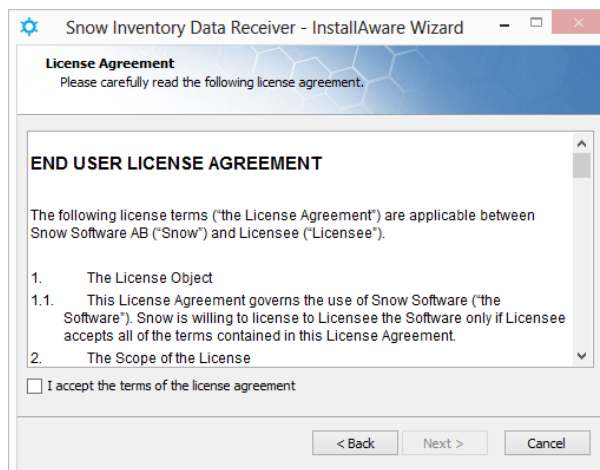 Snow Inventory Data Receiver - InstallAware Wizard
License Agreement
Please carefully read the following license agreement.
END USER LICENSE AGREEMENT
The following license terms (“the License Agreement”) are applicable between
Snow Software AB (“Snow”) and Licensee (“Licensee”).
1. The License Object
1.1. This License Agreement governs the use of Snow Software (“the
Software”). Snow is willing to license to Licensee the Software only if Licensee
accepts all of the terms contained in this License Agreement.
2. The Scope of the License
I accept the terms of the license agreement
< Back Next > Cancel